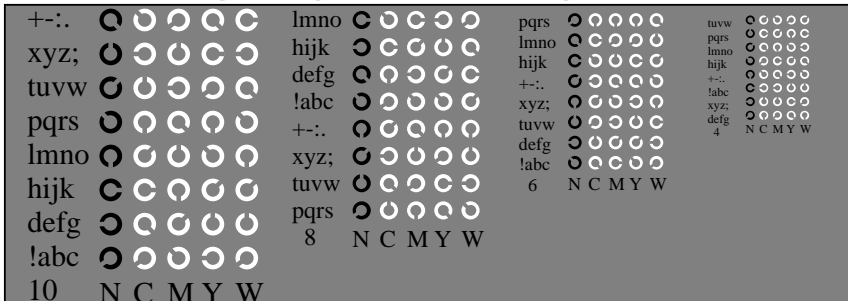 +-:.
xyz;
tuvw
pqrs
lmno
hijk
defg
!abc
10 N C M Y W
lmno
hijk
defg
!abc
+-:.
xyz;
tuvw
pqrs
8 N C M Y W
pqrs
lmno
hijk
+-:.
xyz;
tuvw
defg
!abc
6 N C M Y W
tuvw
pqrs
lmno
hijk
+-:.
!abc
xyz;
defg
4 N C M Y W